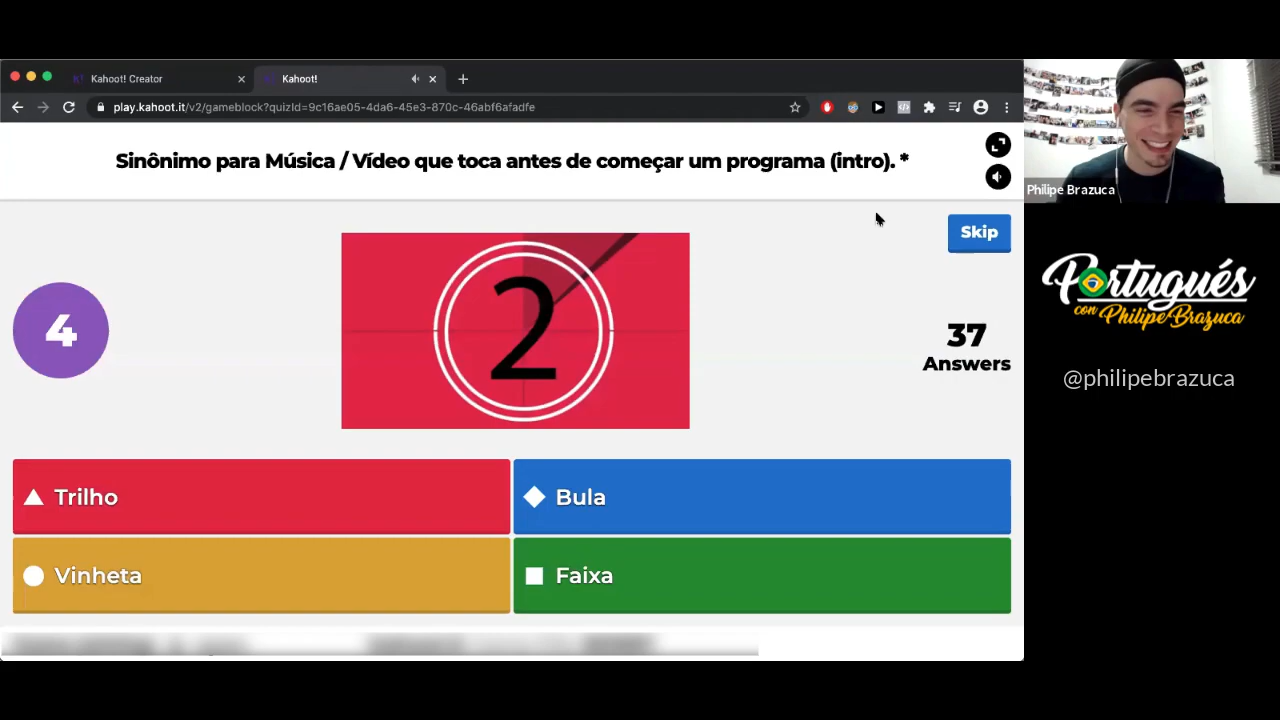 Kahoot! Creator
Kahoot!
play.kahoot.it/v2/gameblock?quizId=9c16ae05-4da6-45e3-870c-46abf6afadfe
Sinônimo para Música / Vídeo que toca antes de começar um programa (intro). *
Philipe Brazuca
Skip
4
2
37
Answers
Portugués
con Philipe Brazuca
@philipebrazuca
Trilho
Bula
Vinheta
Faixa